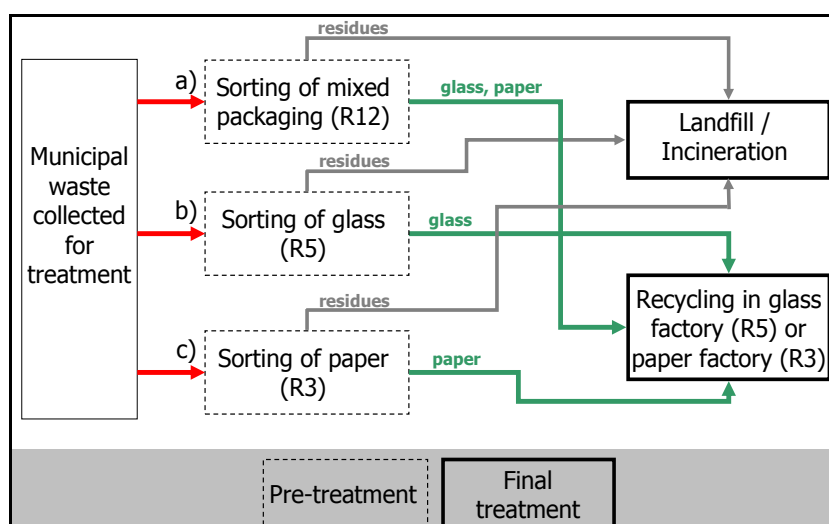 residues
a)
Sorting of mixed
packaging (R12)
glass, paper
Landfill /
Incineration
Municipal
waste
collected
for
treatment
residues
b)
Sorting of glass
(R5)
glass
residues
Recycling in glass
factory (R5) or
paper factory (R3)
c)
Sorting of paper
(R3)
paper
Pre-treatment
Final
treatment